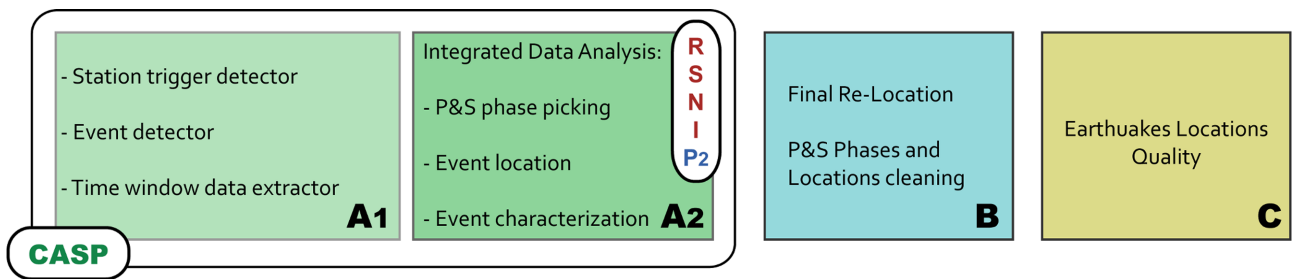 - Station trigger detector
- Event detector
- Time window data extractor
A1
CASP
Integrated Data Analysis:
- P&S phase picking
- Event location
- Event characterization
A2
R
S
N
I
P2
Final Re-Location
P&S Phases and
Locations cleaning
B
Earthuakes Locations
Quality
C